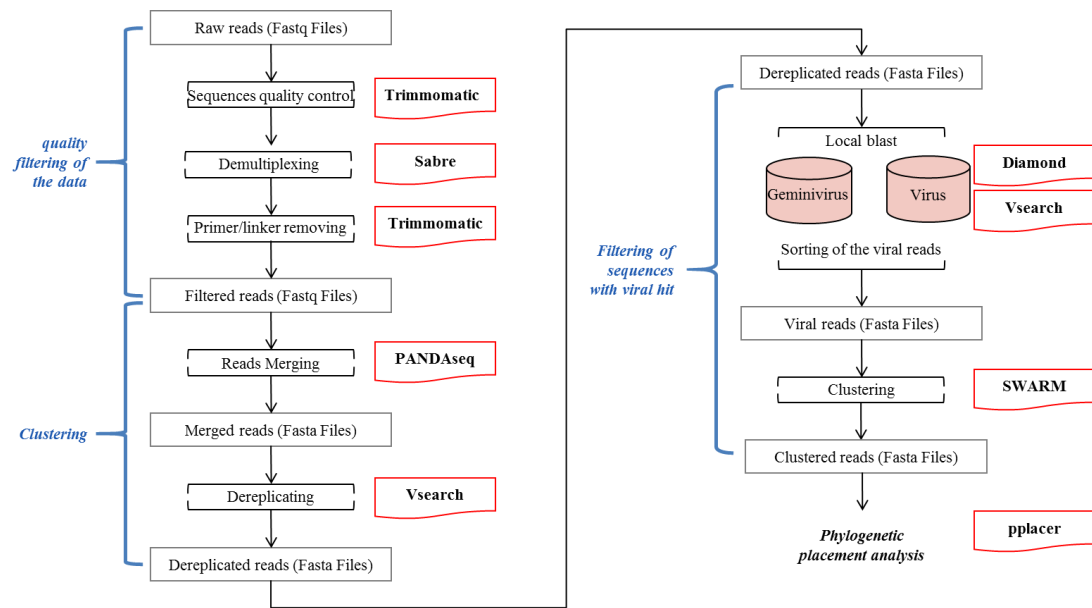 Raw reads (Fastq Files)
Sequences quality control
Trimmomatic
Demultiplexing
Sabre
quality
filtering of
the data
Primer/linker removing
Trimmomatic
Filtered reads (Fastq Files)
Reads Merging
PANDAseq
Clustering
Merged reads (Fasta Files)
Dereplicating
Vsearch
Dereplicated reads (Fasta Files)
Dereplicated reads (Fasta Files)
Local blast
Geminivirus
Virus
Diamond
Vsearch
Filtering of
sequences
with viral hit
Sorting of the viral reads
Viral reads (Fasta Files)
Clustering
SWARM
Clustered reads (Fasta Files)
Phylogenetic
placement analysis
pplacer